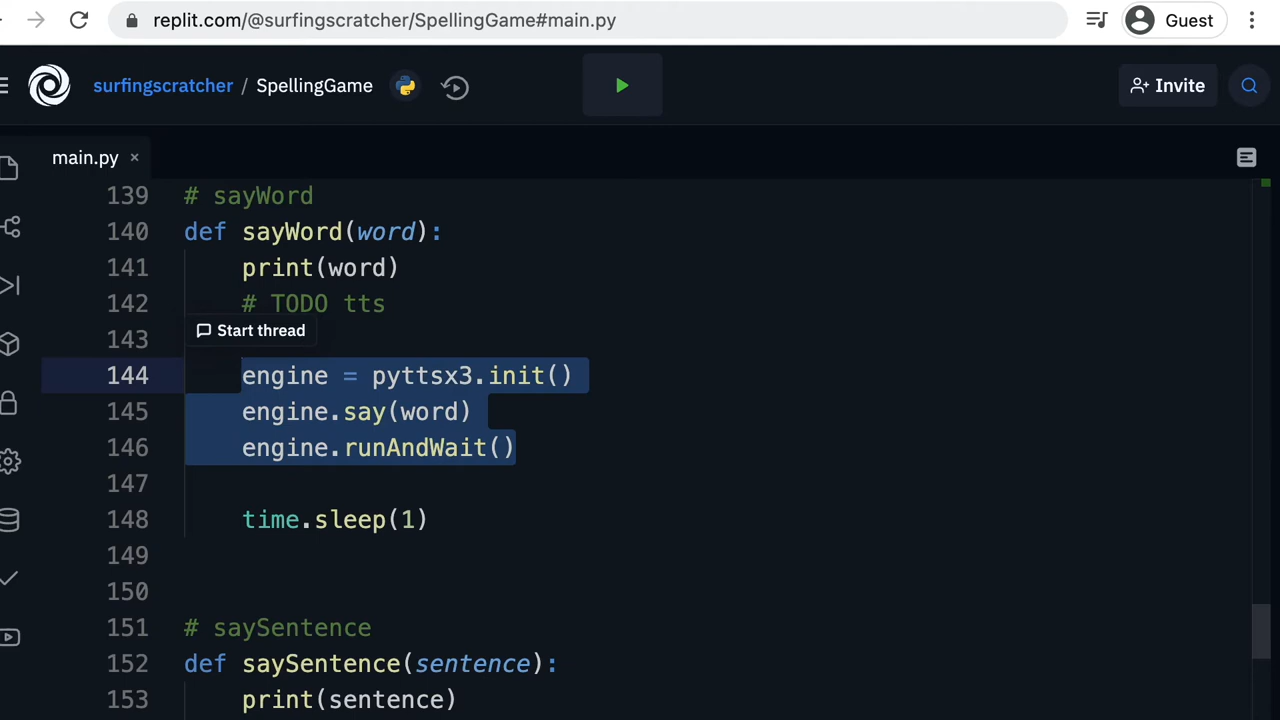 replit.com/@surfingscratcher/SpellingGame#main.py
Guest
surfingscratcher / SpellingGame
Invite
main.py ×
139 # sayWord
140 def sayWord(word):
141 print(word)
142 # TODO tts
143
Start thread
144 engine = pyttsx3.init()
145 engine.say(word)
146 engine.runAndWait()
147
148 time.sleep(1)
149
150
151 # saySentence
152 def saySentence(sentence):
153 print(sentence)